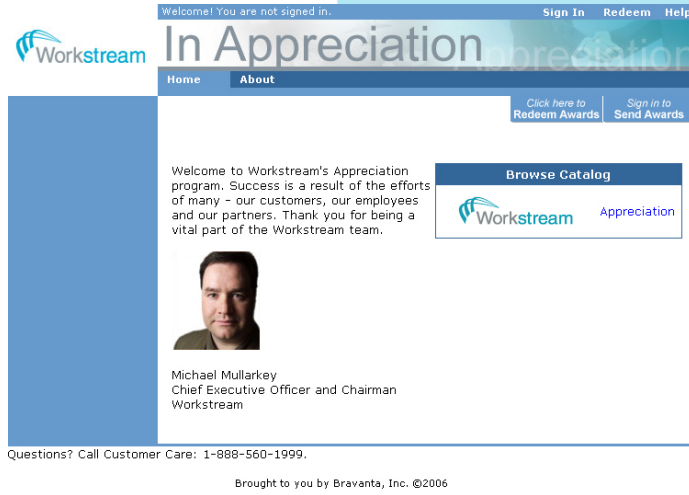 Welcome! You are not signed in.
Sign In Redeem Help
Workstream
In Appreciation
Appreciation
Home About
Click here to
Redeem Awards
Sign in to
Send Awards
Welcome to Workstream's Appreciation
program. Success is a result of the efforts
of many – our customers, our employees
and our partners. Thank you for being a
vital part of the Workstream team.
Browse Catalog
Workstream
Appreciation
Michael Mullarkey
Chief Executive Officer and Chairman
Workstream
Questions? Call Customer Care: 1-888-560-1999.
Brought to you by Bravanta, Inc. ©2006